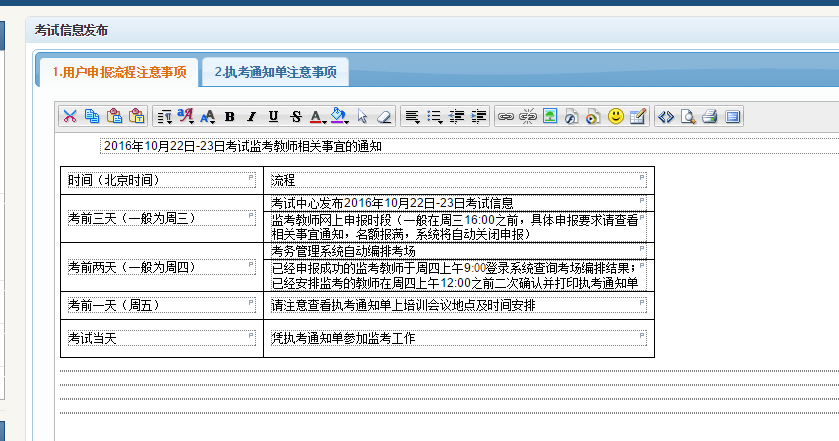 考试信息发布
1.用户申报流程注意事项
2.执考通知单注意事项
2016年10月22日-23日考试监考教师相关事宜的通知
时间（北京时间）
流程
考前三天（一般为周三）
考试中心发布2016年10月22日-23日考试信息
监考教师网上申报时段（一般在周三16:00之前，具体申报要求请查看
相关事宜通知，名额报满，系统将自动关闭申报）
考前两天（一般为周四）
考务管理系统自动编排考场
已经申报成功的监考教师于周四上午9:00登录系统查询考场编排结果；
已经安排监考的教师在周四上午12:00之前二次确认并打印执考通知单
考前一天（周五）
请注意查看执考通知单上培训会议地点及时间安排
考试当天
凭执考通知单参加监考工作